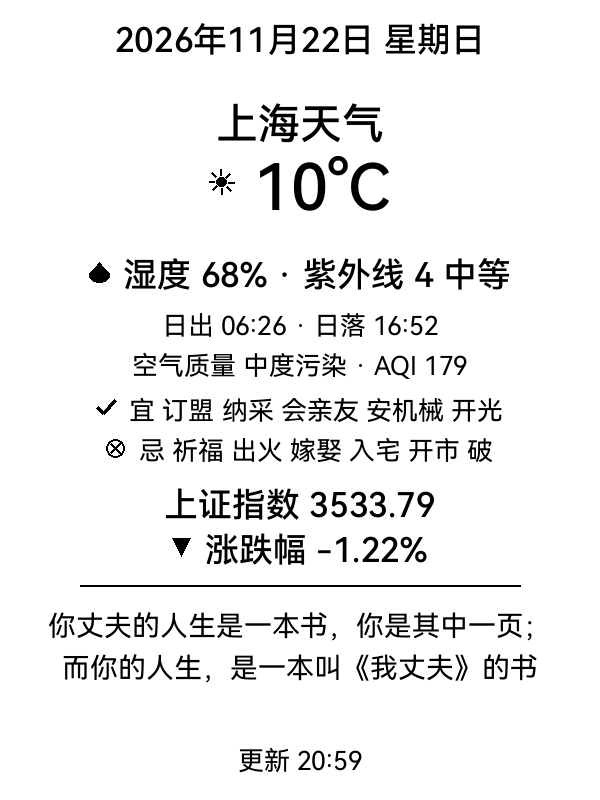 2026年11月22日 星期日
上海天气
10°C
湿度 68% · 紫外线 4 中等
日出 06:26 · 日落 16:52
空气质量 中度污染 · AQI 179
宜 订盟 纳采 会亲友 安机械 开光
忌 祈福 出火 嫁娶 入宅 开市 破
上证指数 3533.79
涨跌幅 -1.22%
你丈夫的人生是一本书，你是其中一页；
而你的人生，是一本叫《我丈夫》的书
更新 20:59